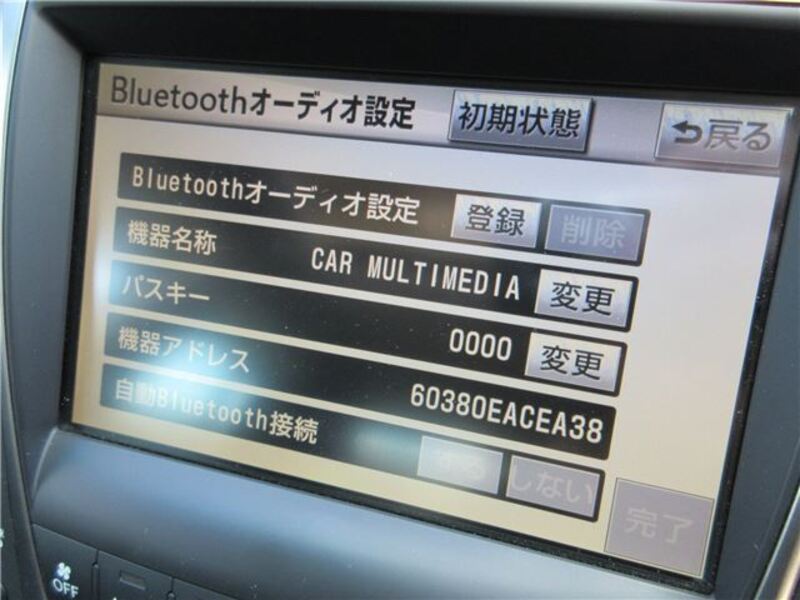 Bluetoothオーディオ設定 初期状態 戻る
Bluetoothオーディオ設定 登録 削除
機器名称 CAR MULTIMEDIA 変更
パスキー 0000 変更
機器アドレス 60380EACEA38
自動Bluetooth接続 する しない
完了
OFF